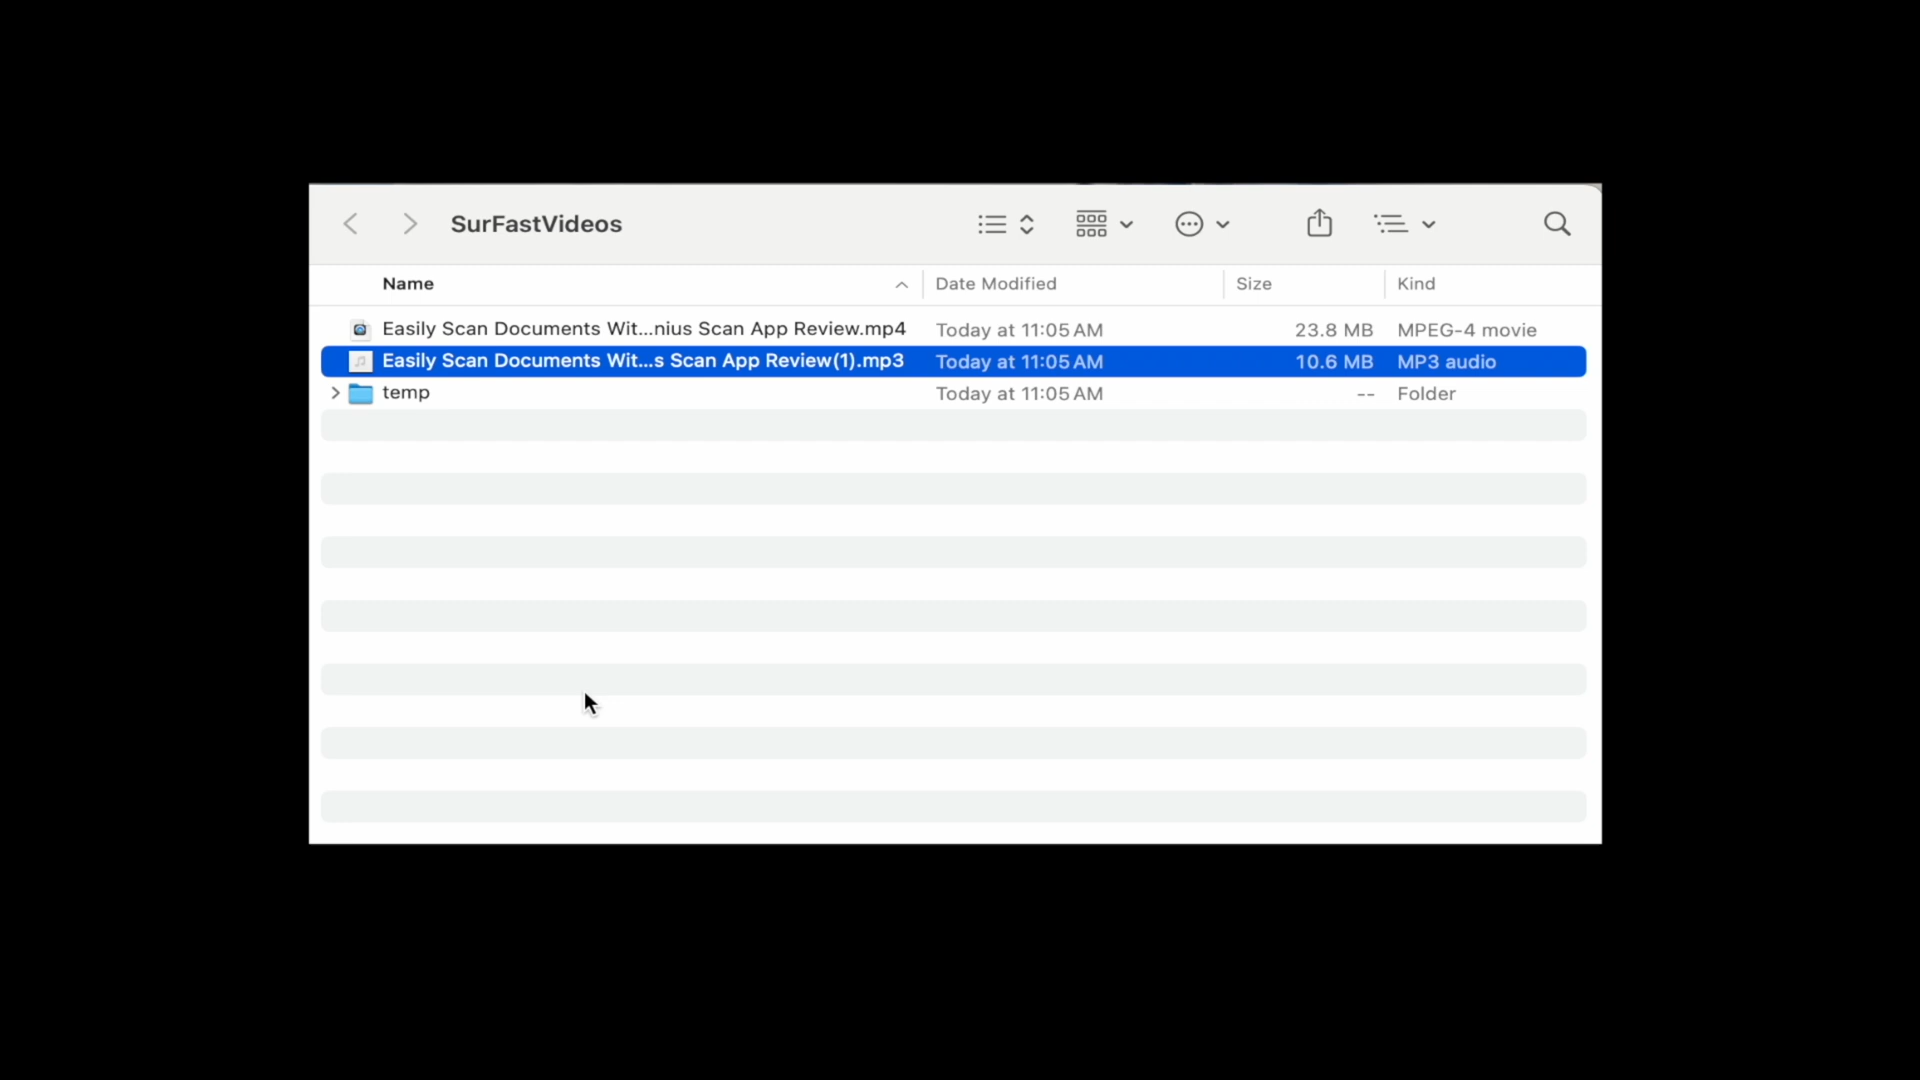 SurFastVideos
Name Date Modified Size Kind
Easily Scan Documents Wit...nius Scan App Review.mp4 Today at 11:05 AM 23.8 MB MPEG-4 movie
Easily Scan Documents Wit...s Scan App Review(1).mp3 Today at 11:05 AM 10.6 MB MP3 audio
temp Today at 11:05 AM -- Folder